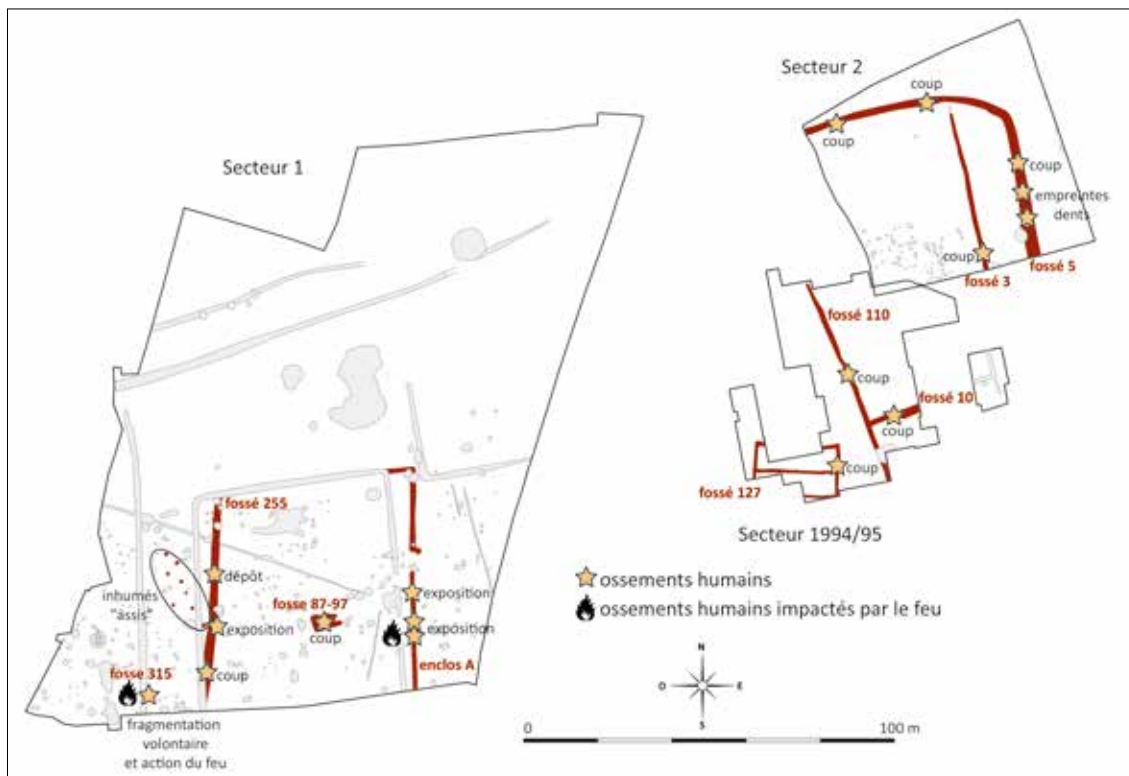 Secteur 1
Secteur 2
coup
coup
coup
empreintes
dents
coup
fossé 3
fossé 5
fossé 110
coup
fossé 10
coup
coup
fossé 127
Secteur 1994/95
fossé 255
dépôt
inhumés
"assis"
exposition
fosse 87-97
coup
exposition
exposition
enclos A
coup
fosse 315
fragmentation
volontaire
et action du feu
ossements humains
ossements humains impactés par le feu
N
O
E
S
0
100 m